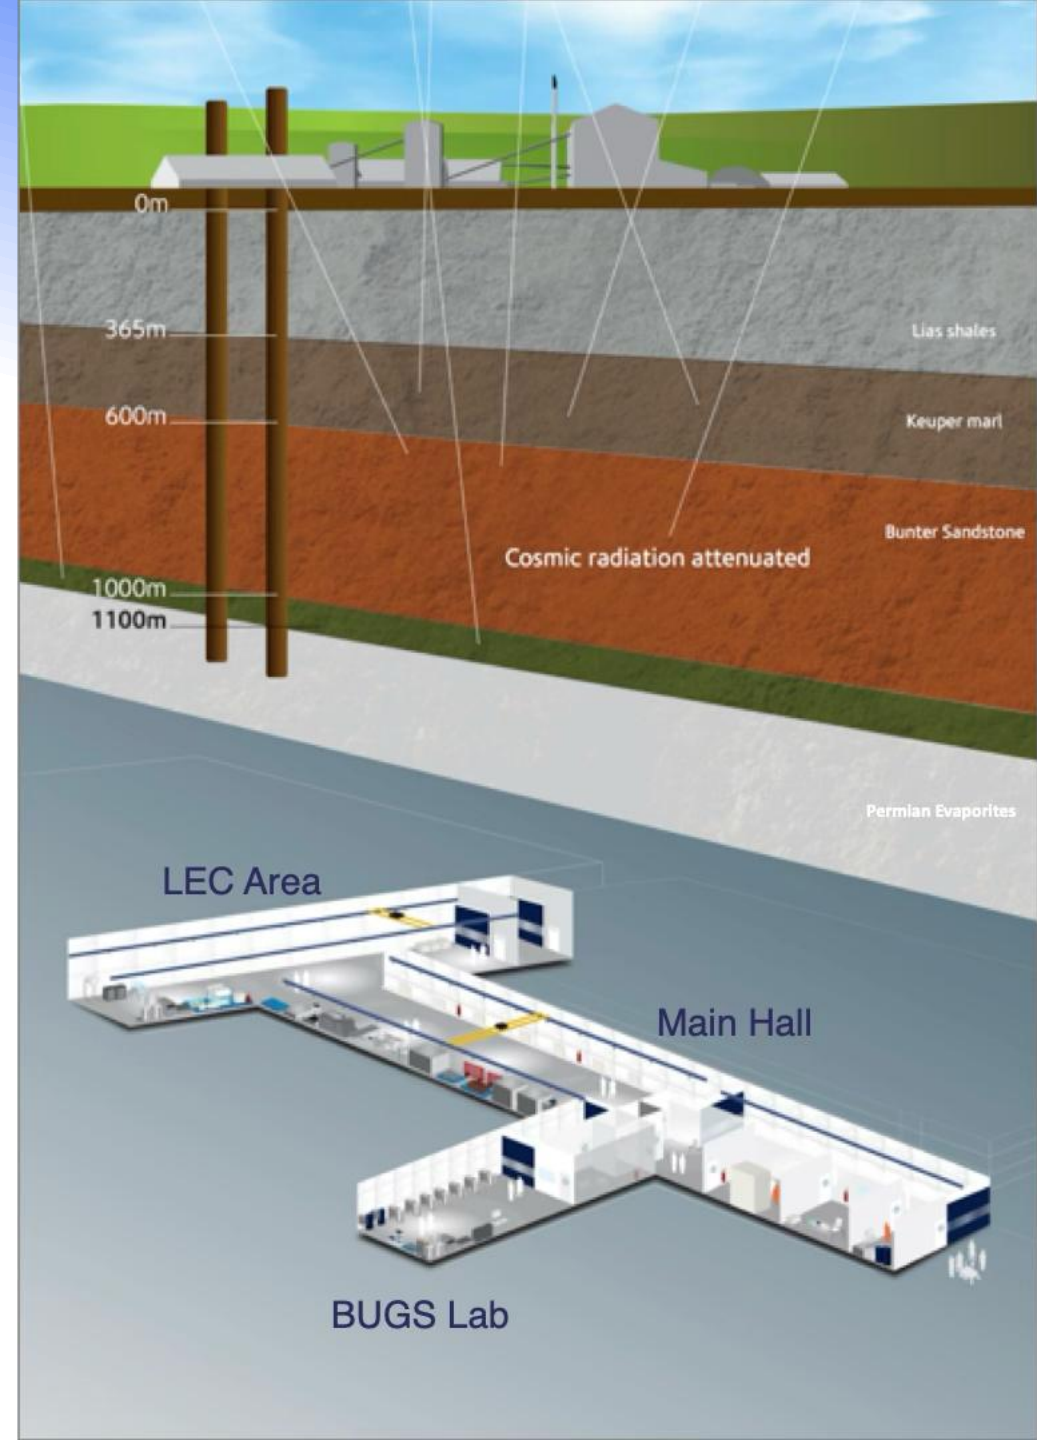 0m
365m
Lias shales
600m
Keuper marl
Bunter Sandstone
Cosmic radiation attenuated
1000m
1100m
Permian Evaporites
LEC Area
Main Hall
BUGS Lab